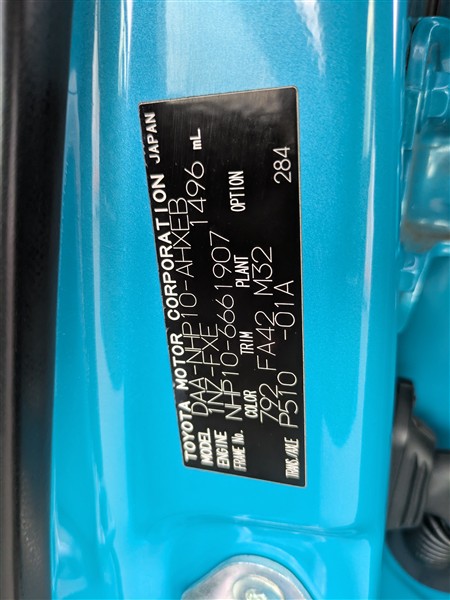 TOYOTA MOTOR CORPORATION JAPAN
MODEL DAA-NHP10-AHXEB
ENGINE 1NZ-FXE 1496 mL
FRAME No. NHP10-6661907
COLOR TRIM PLANT OPTION
792 FA42 M32 284
TRANS./AXLE P510 -01A